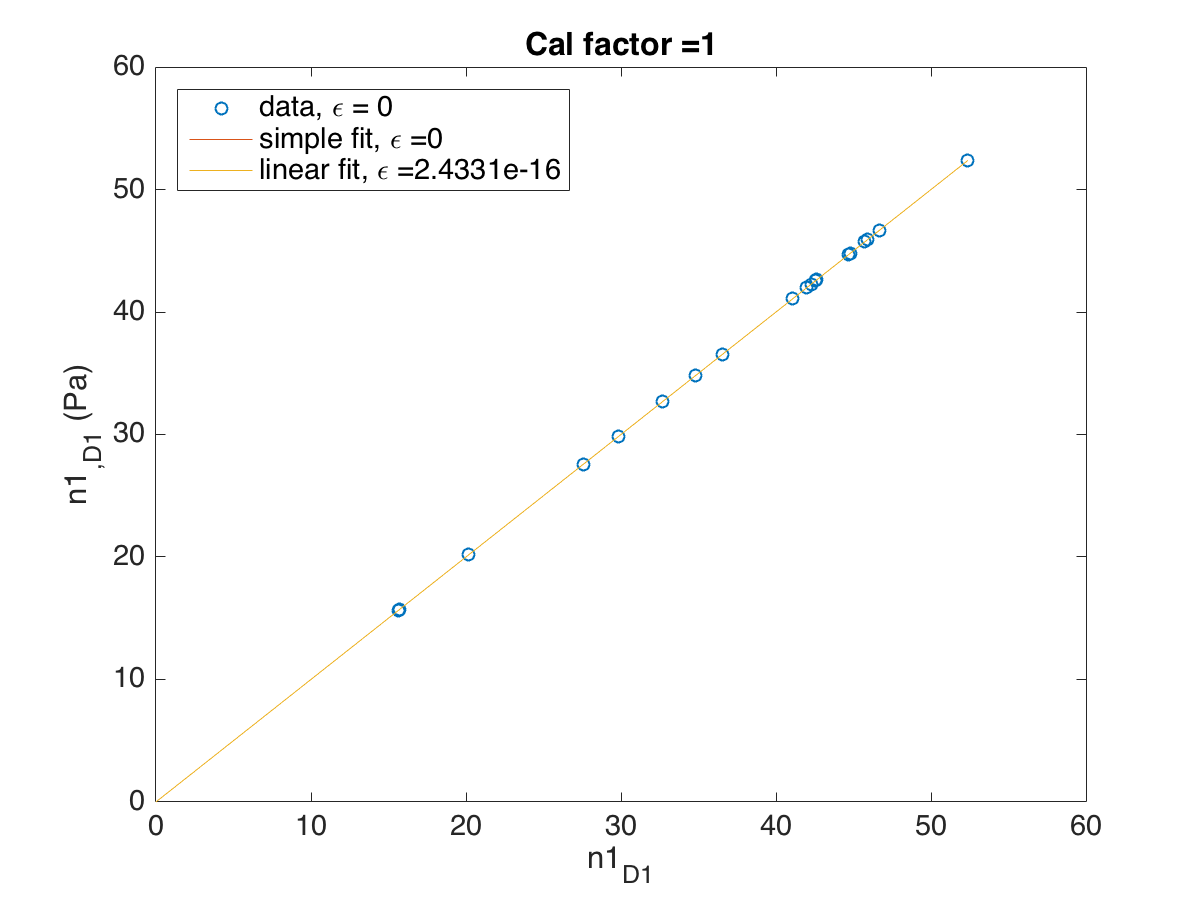 Cal factor =1
60
50
40
30
20
10
0
data, ϵ = 0
simple fit, ϵ =0
linear fit, ϵ =2.4331e-16
n1,D1 (Pa)
0 10 20 30 40 50 60
n1D1